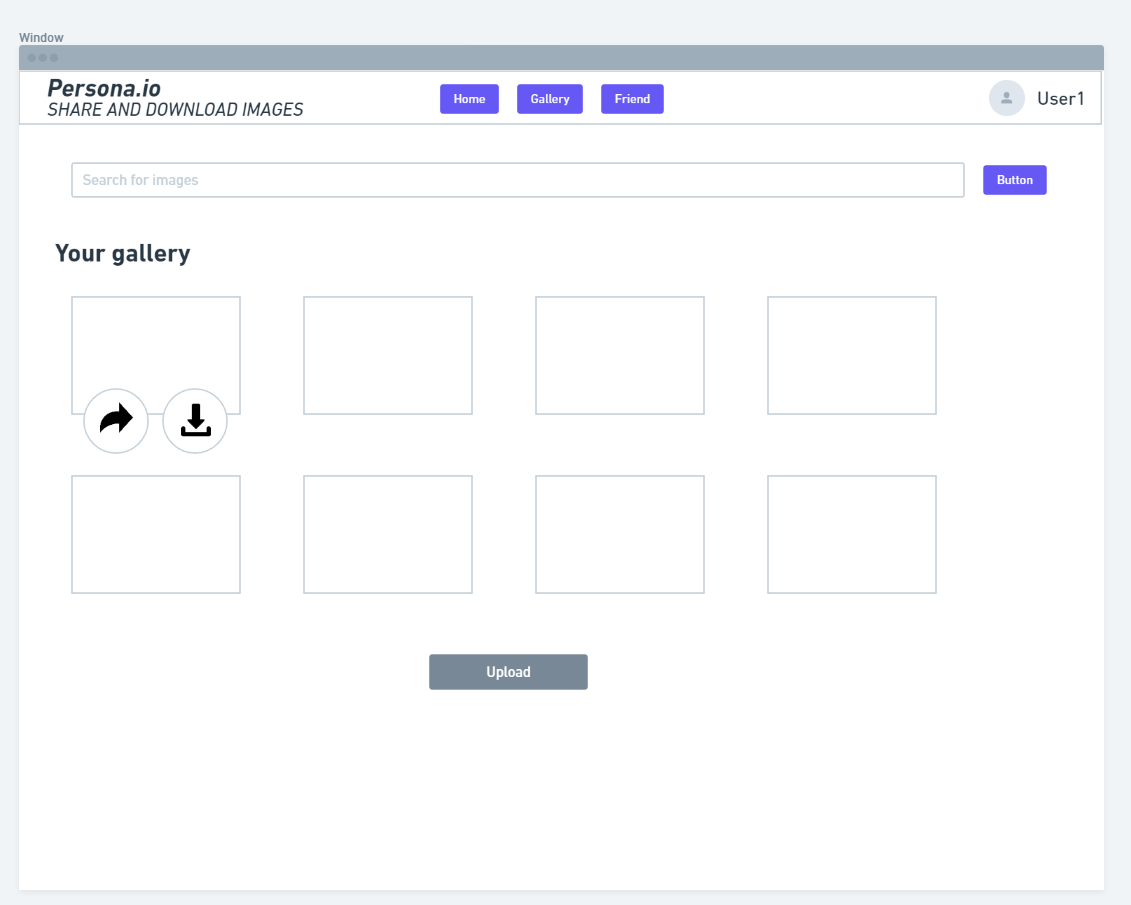 Window
Persona.io
SHARE AND DOWNLOAD IMAGES
Home
Gallery
Friend
User1
Search for images
Button
Your gallery
Upload